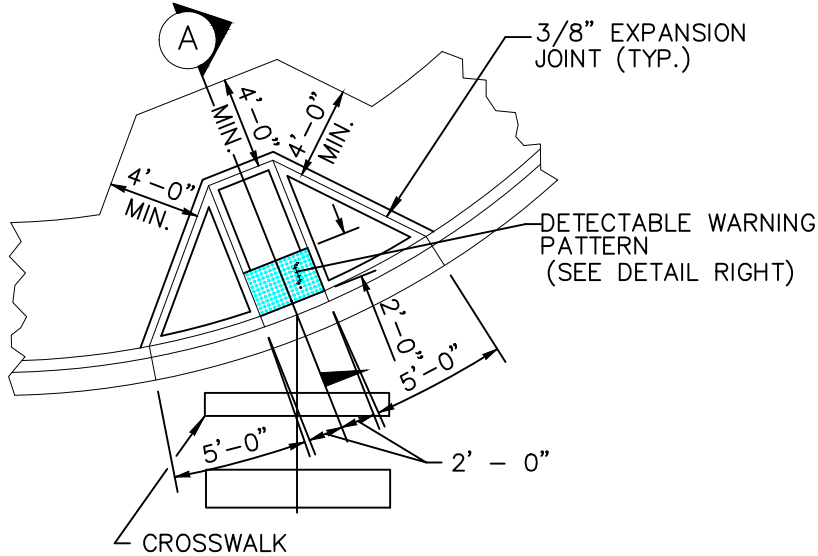 A
3/8" EXPANSION
JOINT (TYP.)
4'-0"
MIN.
4'-0"
MIN.
4'-0"
MIN.
DETECTABLE WARNING
PATTERN
(SEE DETAIL RIGHT)
2'-0"
5'-0"
5'-0"
2' - 0"
CROSSWALK